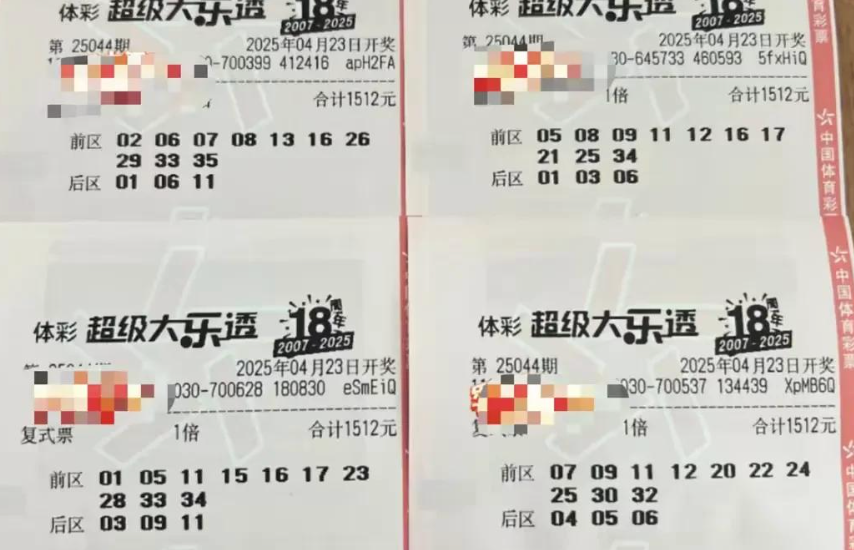 体彩 超级大乐透 18周年
2007-2025
第 25044期 2025年04月23日开奖
0-700399 412416 apH2FA
合计1512元
前区 02 06 07 08 13 16 26
29 33 35
后区 01 06 11
体彩 超级大乐透 18周年
2007-2025
第 25044期 2025年04月23日开奖
30-645733 460593 5fxHiQ
1倍 合计1512元
前区 05 08 09 11 12 16 17
21 25 34
后区 01 03 06
育彩票
中国体育彩
体彩 超级大乐透 18周年
2007-2025
第 25044期 2025年04月23日开奖
030-700628 180830 eSmEiQ
复式票 1倍 合计1512元
前区 01 05 11 15 16 17 23
28 33 34
后区 03 09 11
体彩 超级大乐透 18周年
2007-2025
第 25044期 2025年04月23日开奖
030-700537 134439 XpMB6Q
1倍 合计1512元
前区 07 09 11 12 20 22 24
25 30 32
后区 04 05 06
中国体育彩票